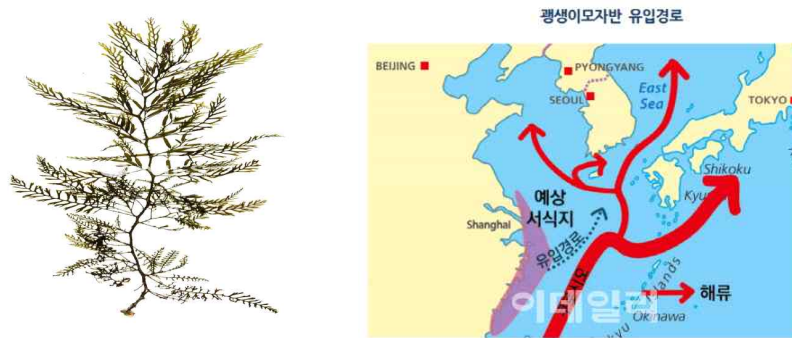 괭생이모자반 유입경로
BEIJING
PYONGYANG
SEOUL
East
Sea
TOKYO
예상
서식지
Shanghai
유입경로
Shikoku
해류
이데일리
Okinawa